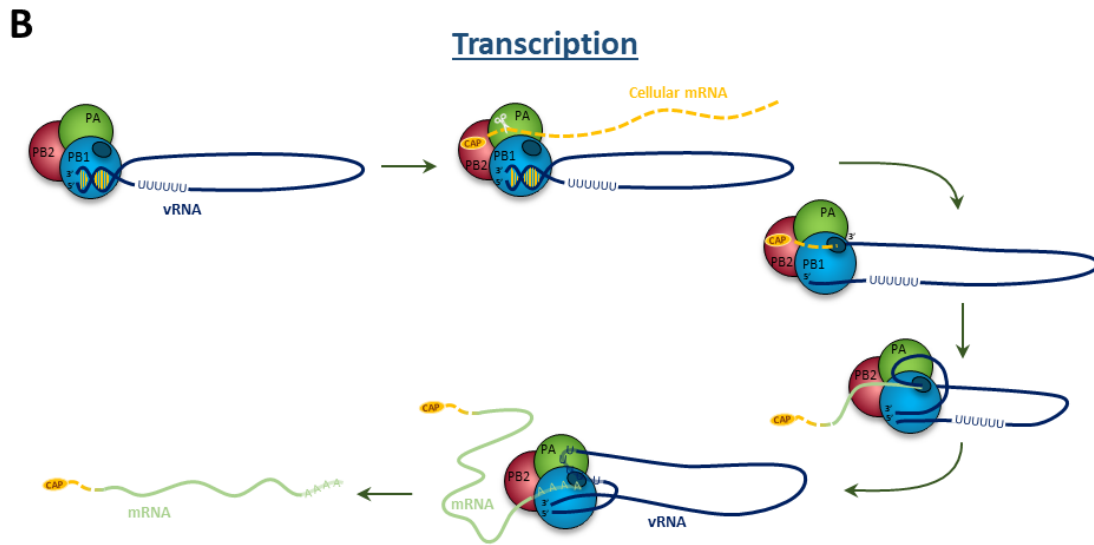 B
Transcription
PA
PB2
PB1
3'
5'
UUUUUU
vRNA
Cellular mRNA
PA
CAP
PB2
PB1
3'
5'
UUUUUU
PA
CAP
3'
PB2
PB1
5'
UUUUUU
PA
PB2
3'
5'
CAP
UUUUUU
CAP
PA
U
U
PB2
AAAA
3'
5'
mRNA
vRNA
CAP
AAAA
mRNA